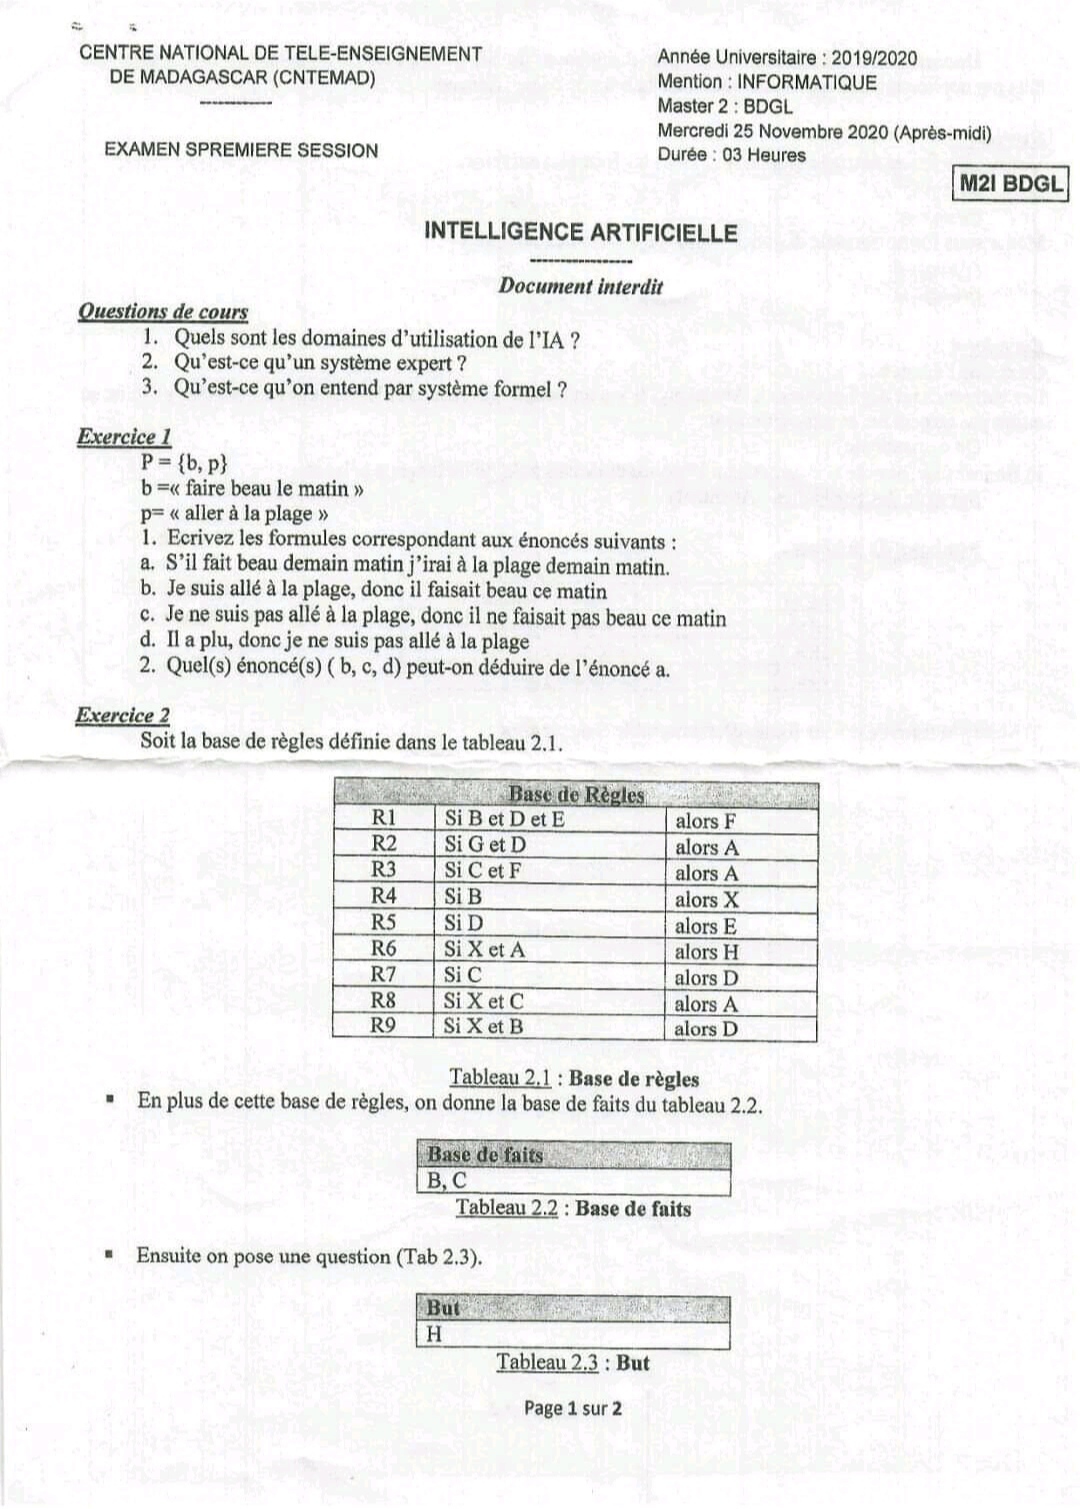 CENTRE NATIONAL DE TELE-ENSEIGNEMENT
DE MADAGASCAR (CNTEMAD)
EXAMEN SPREMIERE SESSION
Année Universitaire : 2019/2020
Mention : INFORMATIQUE
Master 2 : BDGL
Mercredi 25 Novembre 2020 (Après-midi)
Durée : 03 Heures
M2I BDGL
INTELLIGENCE ARTIFICIELLE
Document interdit
Questions de cours
1. Quels sont les domaines d'utilisation de l'IA ?
2. Qu'est-ce qu'un système expert ?
3. Qu'est-ce qu'on entend par système formel ?
Exercice 1
P = {b, p}
b =« faire beau le matin »
p= « aller à la plage »
1. Ecrivez les formules correspondant aux énoncés suivants :
a. S'il fait beau demain matin j'irai à la plage demain matin.
b. Je suis allé à la plage, donc il faisait beau ce matin
c. Je ne suis pas allé à la plage, donc il ne faisait pas beau ce matin
d. Il a plu, donc je ne suis pas allé à la plage
2. Quel(s) énoncé(s) ( b, c, d) peut-on déduire de l'énoncé a.
Exercice 2
Soit la base de règles définie dans le tableau 2.1.
Base de Règles
R1 Si B et D et E alors F
R2 Si G et D alors A
R3 Si C et F alors A
R4 Si B alors X
R5 Si D alors E
R6 Si X et A alors H
R7 Si C alors D
R8 Si X et C alors A
R9 Si X et B alors D
Tableau 2.1 : Base de règles
▪ En plus de cette base de règles, on donne la base de faits du tableau 2.2.
Base de faits
B, C
Tableau 2.2 : Base de faits
▪ Ensuite on pose une question (Tab 2.3).
But
H
Tableau 2.3 : But
Page 1 sur 2